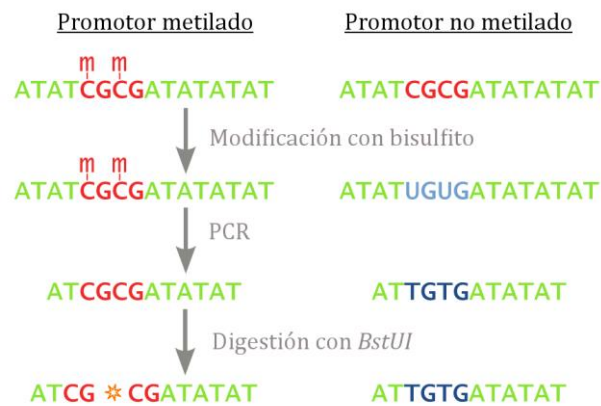 Promotor metilado Promotor no metilado
m m
ATATCGCGATATATAT ATATCGCGATATATAT
Modificación con bisulfito
m m
ATATCGCGATATATAT ATATUGUGATATATAT
PCR
ATCGCGATATAT ATTGTGATATAT
Digestión con BstUI
ATCG CGATATAT ATTGTGATATAT